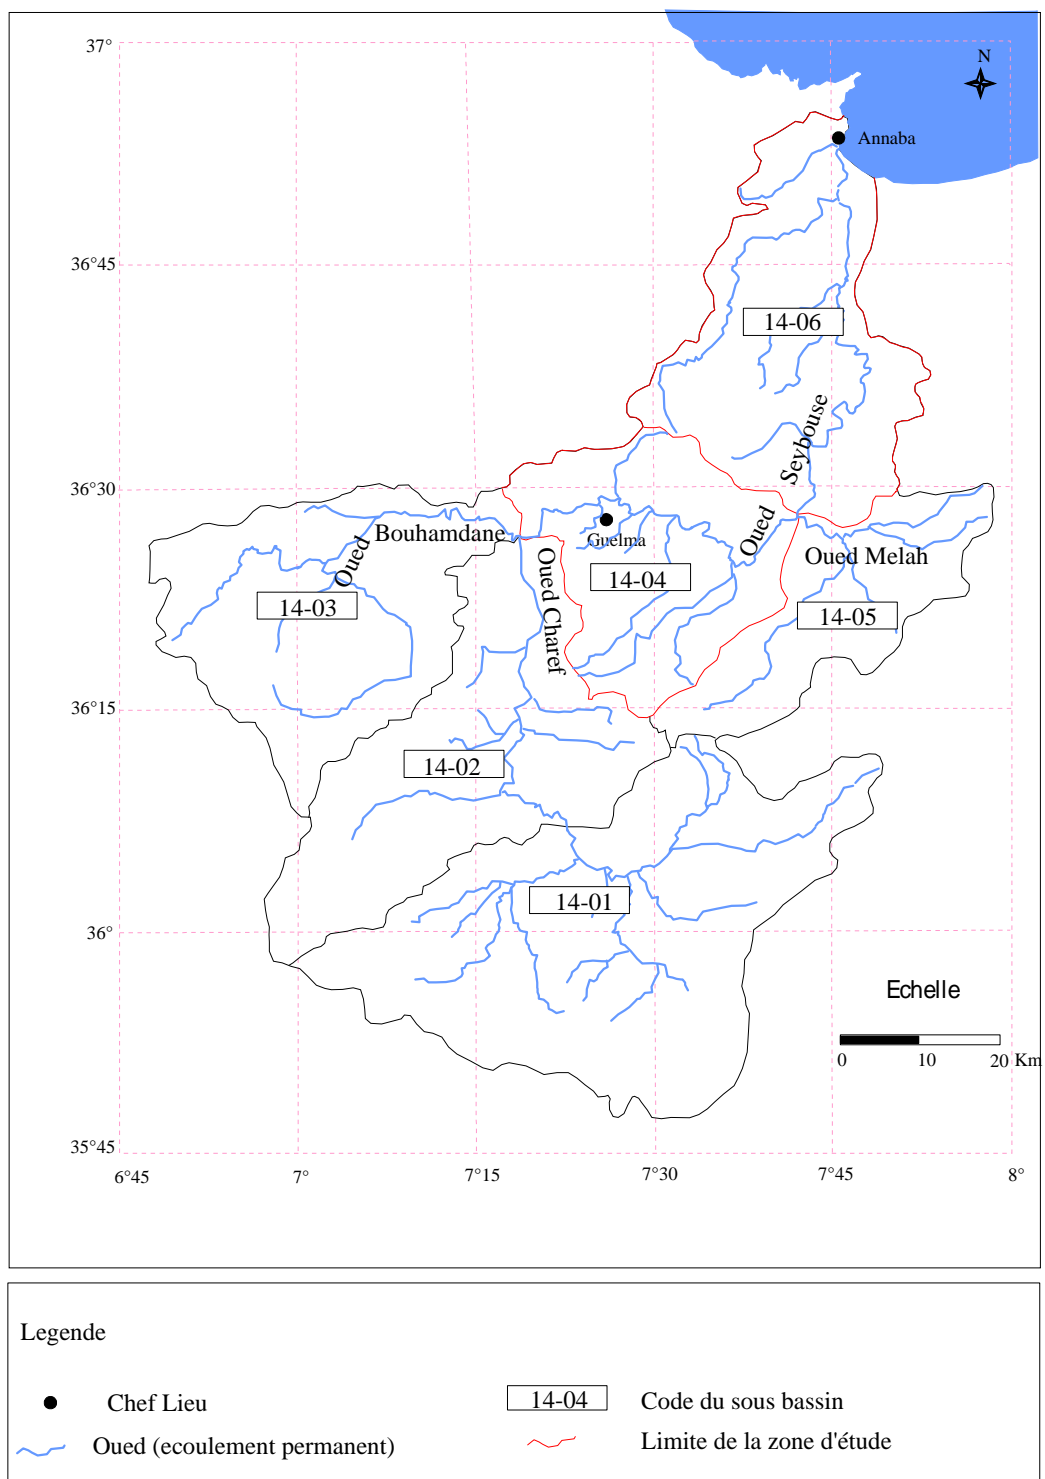 37°
N
Annaba
36°45
14-06
Oued Seybouse
36°30
Oued Bouhamdane
Guelma
Oued Charef
14-04
Oued Melah
14-03
14-05
36°15
14-02
14-01
36°
Echelle
0 10 20 Km
35°45
6°45 7° 7°15 7°30 7°45 8°
Legende
Chef Lieu
14-04 Code du sous bassin
Oued (ecoulement permanent)
Limite de la zone d'étude